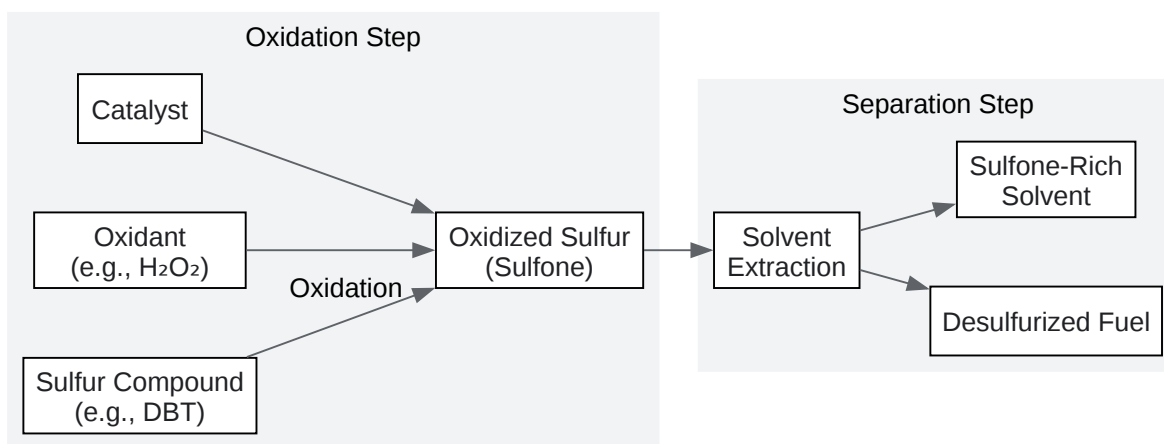 Oxidation Step
Catalyst
Oxidant
(e.g., H₂O₂)
Oxidation
Sulfur Compound
(e.g., DBT)
Oxidized Sulfur
(Sulfone)
Separation Step
Solvent
Extraction
Sulfone-Rich
Solvent
Desulfurized Fuel